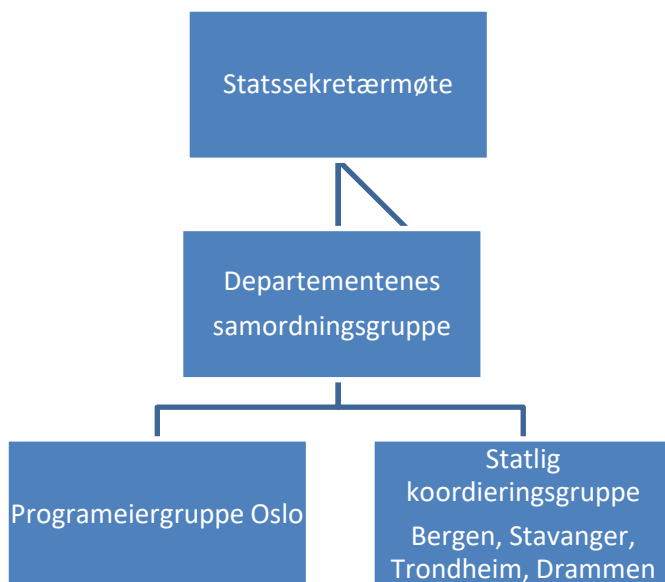 Statssekretærmøte
Departementenes
samordningsgruppe
Programeiergruppe Oslo
Statlig
koordieringsgruppe
Bergen, Stavanger,
Trondheim, Drammen